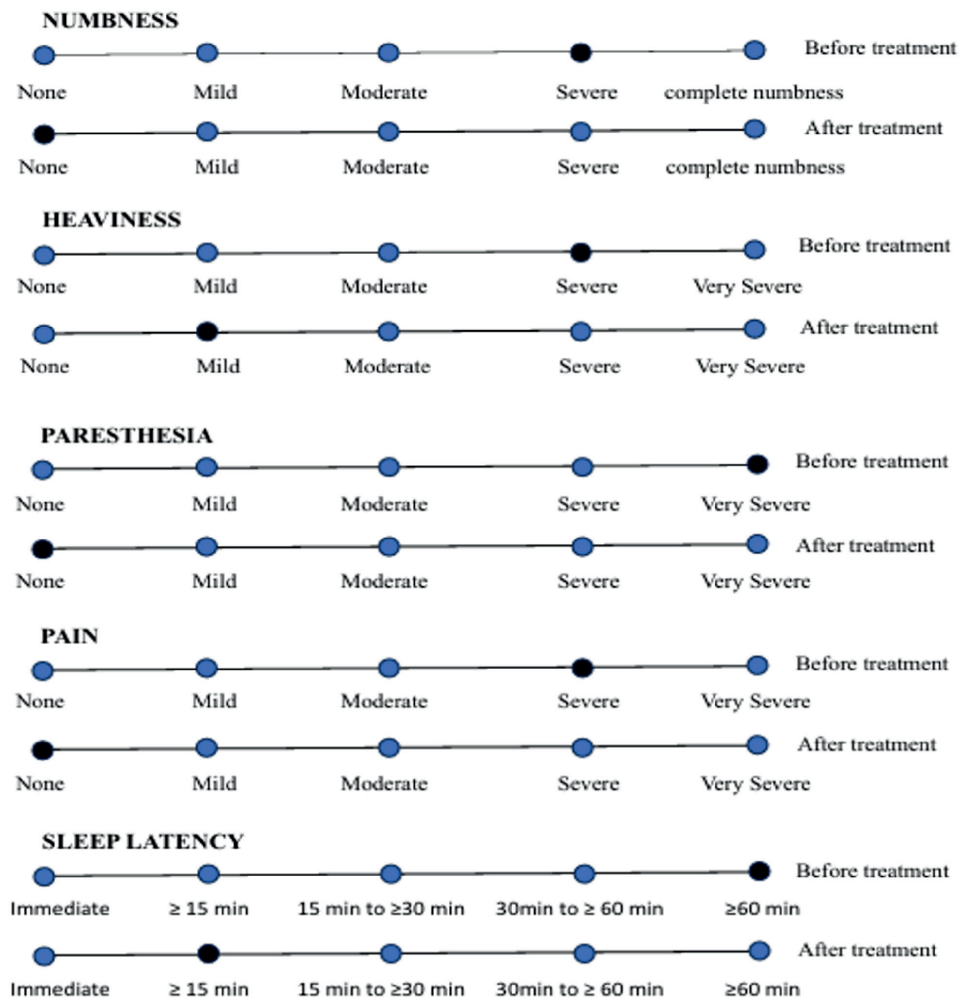 NUMBNESS
Before treatment
None Mild Moderate Severe complete numbness
After treatment
None Mild Moderate Severe complete numbness
HEAVINESS
Before treatment
None Mild Moderate Severe Very Severe
After treatment
None Mild Moderate Severe Very Severe
PARESTHESIA
Before treatment
None Mild Moderate Severe Very Severe
After treatment
None Mild Moderate Severe Very Severe
PAIN
Before treatment
None Mild Moderate Severe Very Severe
After treatment
None Mild Moderate Severe Very Severe
SLEEP LATENCY
Before treatment
Immediate ≥ 15 min 15 min to ≥30 min 30min to ≥ 60 min ≥60 min
After treatment
Immediate ≥ 15 min 15 min to ≥30 min 30min to ≥ 60 min ≥60 min